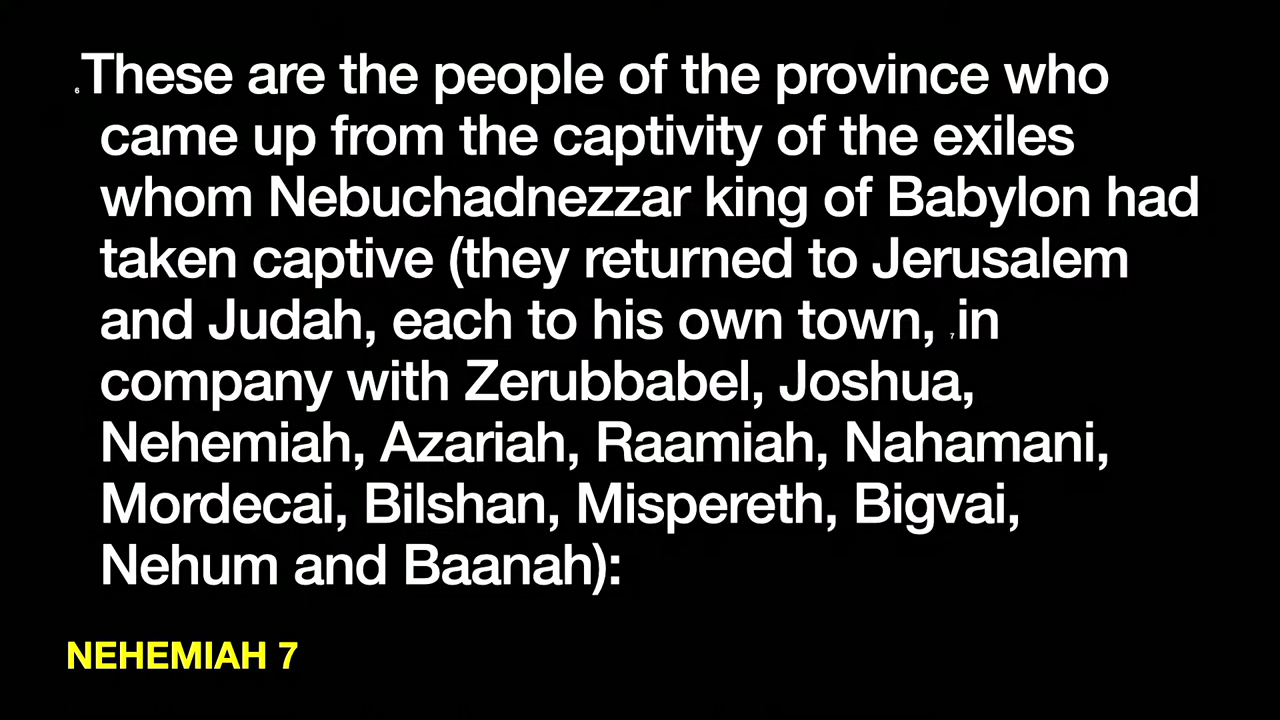 6 These are the people of the province who
came up from the captivity of the exiles
whom Nebuchadnezzar king of Babylon had
taken captive (they returned to Jerusalem
and Judah, each to his own town, 7 in
company with Zerubbabel, Joshua,
Nehemiah, Azariah, Raamiah, Nahamani,
Mordecai, Bilshan, Mispereth, Bigvai,
Nehum and Baanah):
NEHEMIAH 7